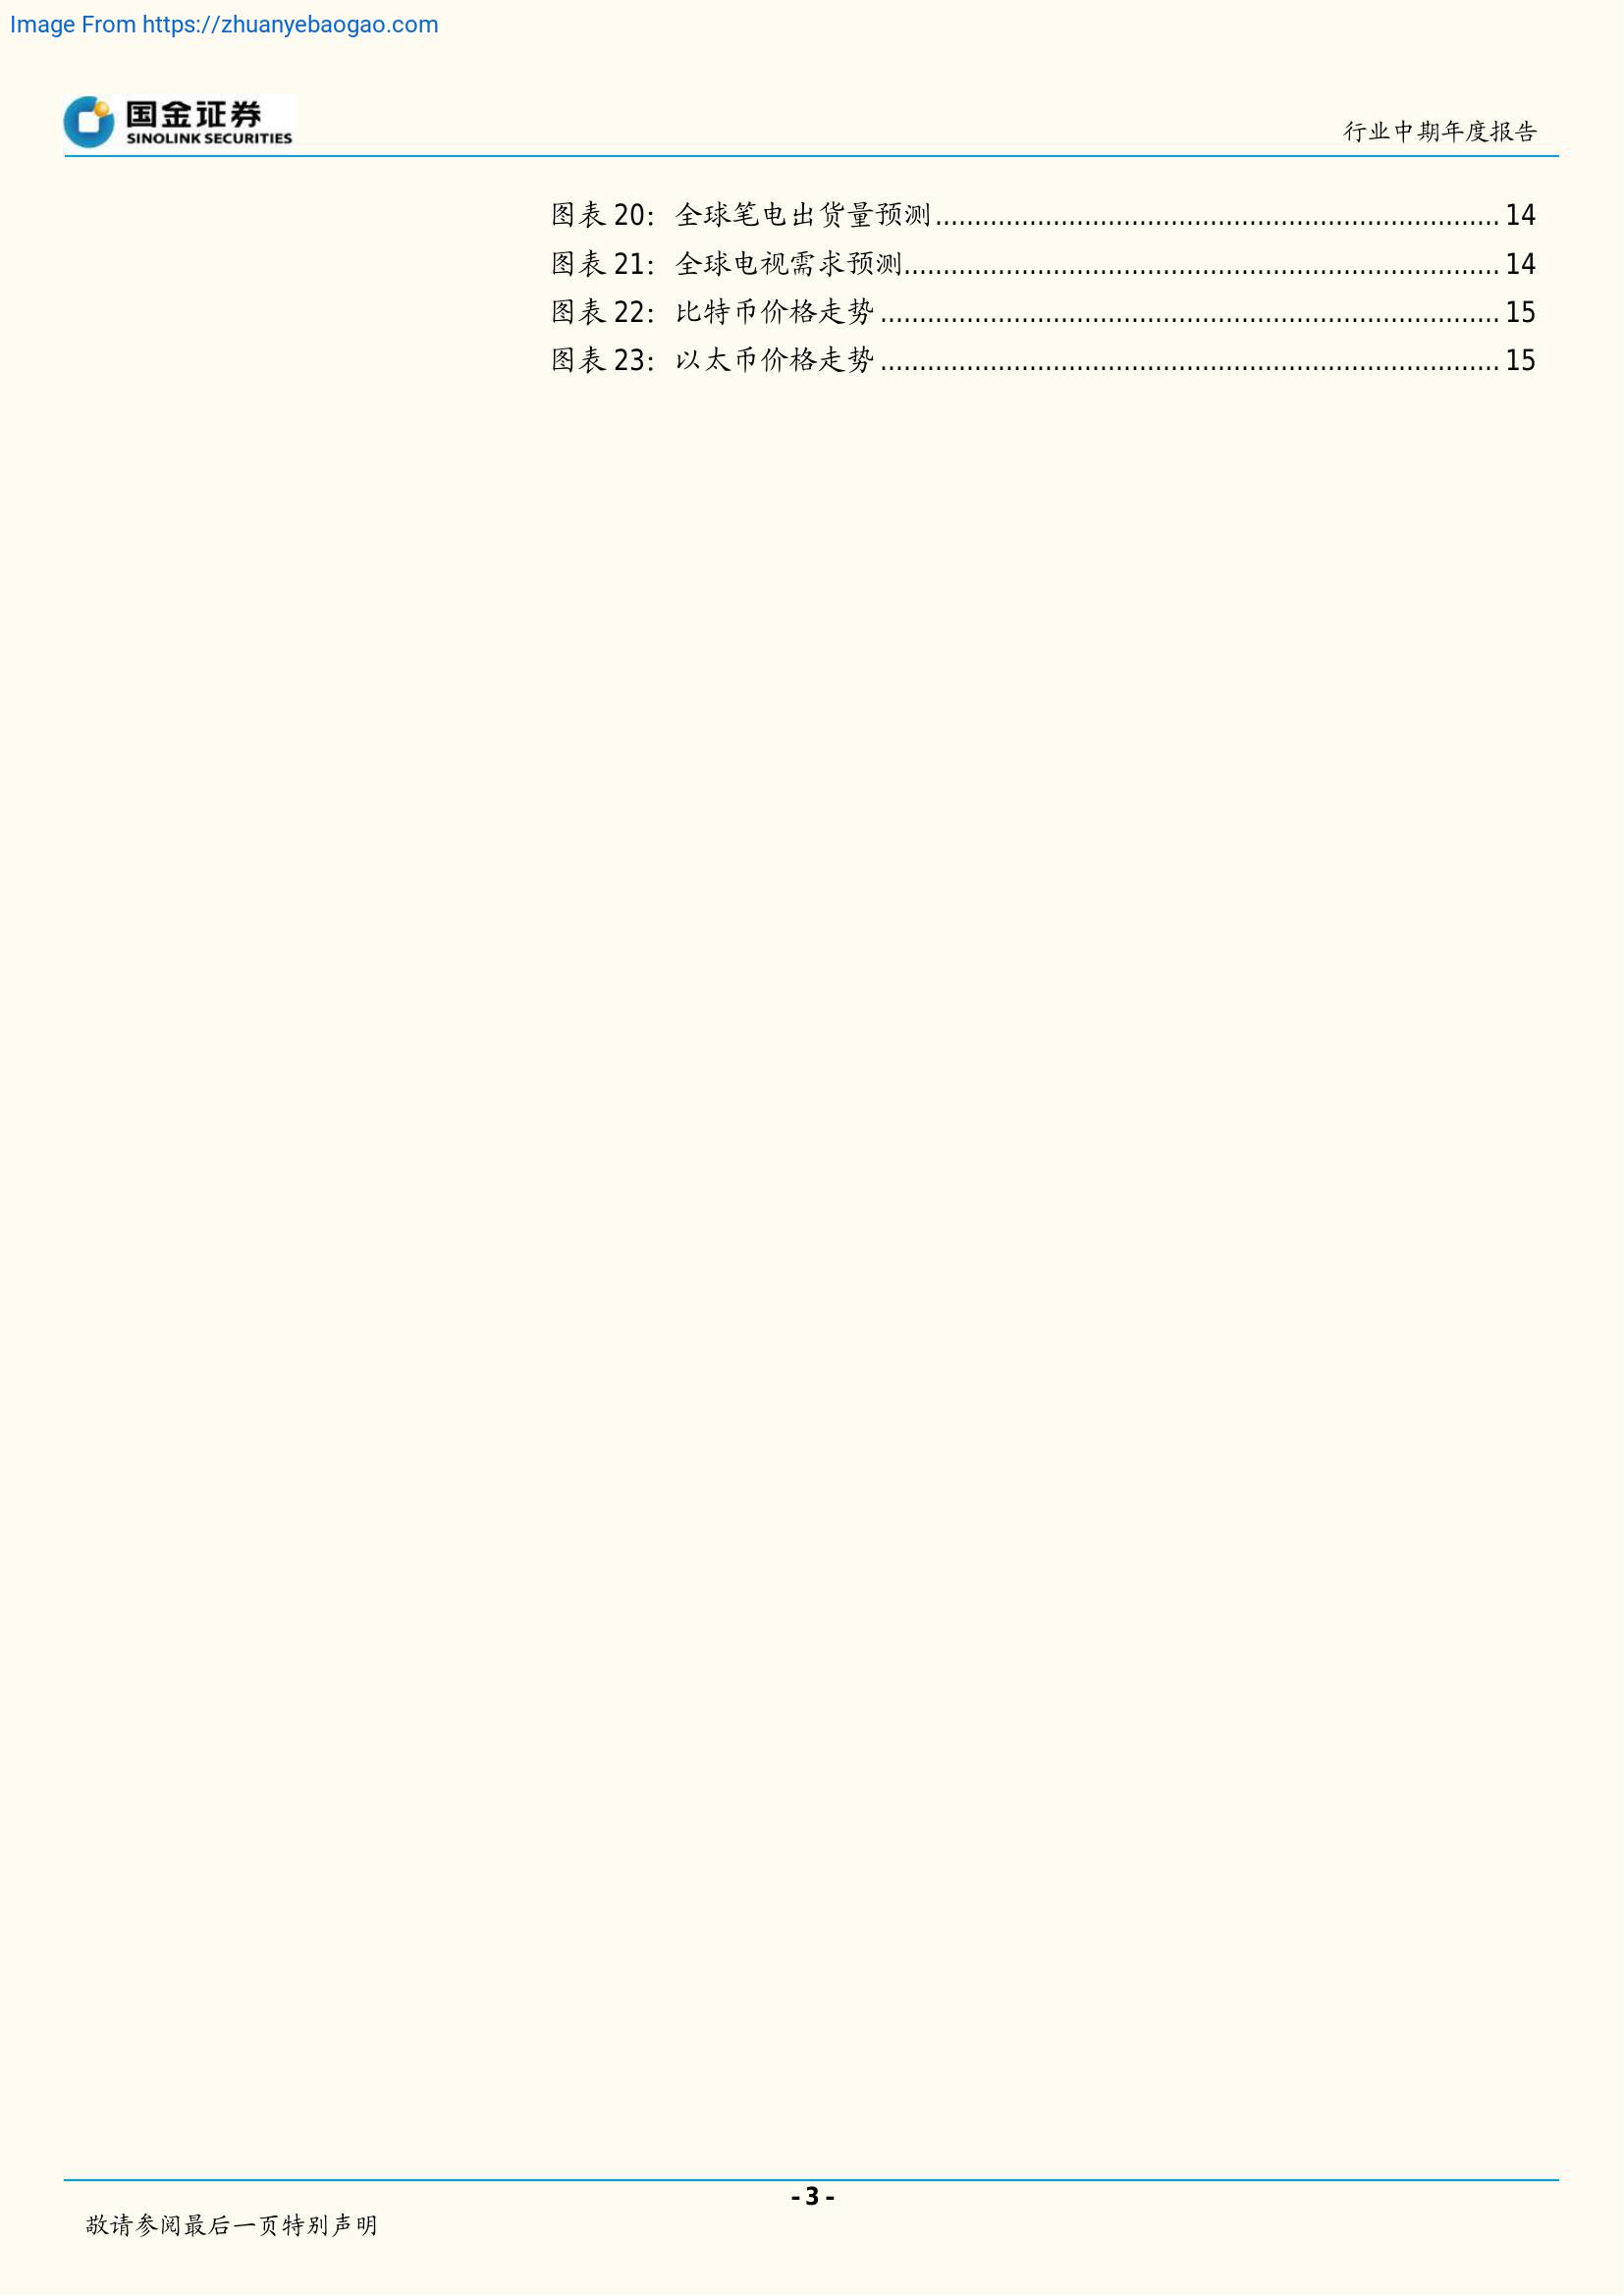 Image From https://zhuanyebaogao.com
国金证券
SINOLINK SECURITIES
行业中期年度报告
图表 20：全球笔电出货量预测........................................................................ 14
图表 21：全球电视需求预测............................................................................ 14
图表 22：比特币价格走势............................................................................... 15
图表 23：以太币价格走势............................................................................... 15
- 3 -
敬请参阅最后一页特别声明